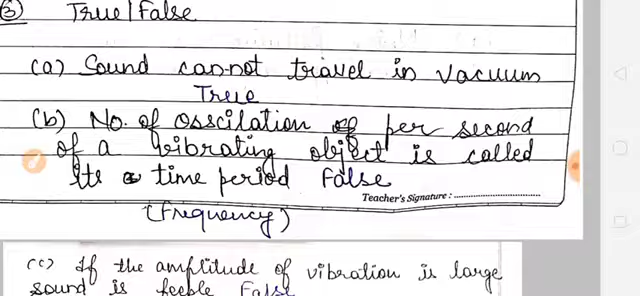 ③ True/False
(a) Sound cannot travel in vacuum
True
(b) No. of osscilation of per second
of a vibrating object is called
its time period False
Teacher's Signature :
(frequency)
(c) If the amplitude of vibration is large
sound is feeble False